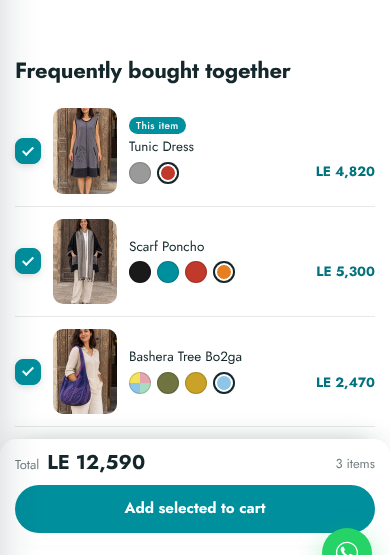 Frequently bought together
This item
Tunic Dress
LE 4,820
Scarf Poncho
LE 5,300
Bashera Tree Bo2ga
LE 2,470
Total LE 12,590
3 items
Add selected to cart